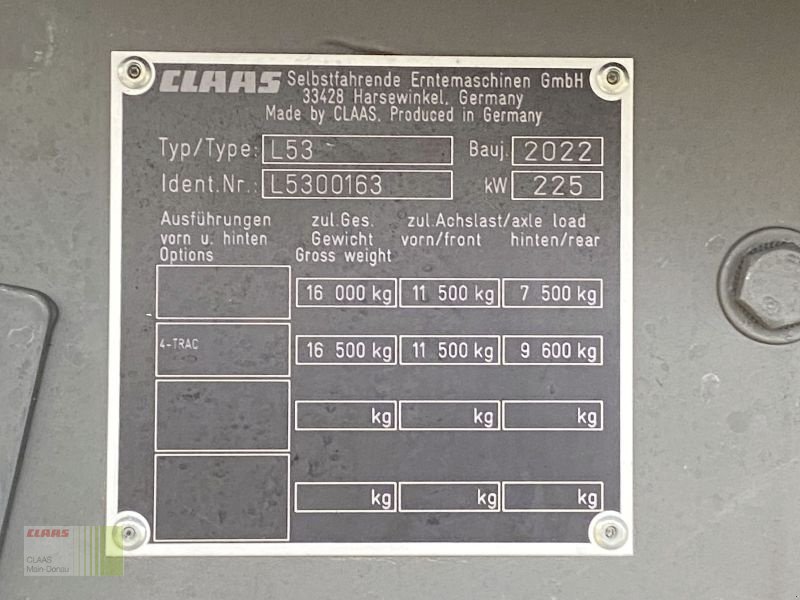 CLAAS Selbstfahrende Erntemaschinen GmbH
33428 Harsewinkel, Germany
Made by CLAAS. Produced in Germany
Typ/Type: L53 Bauj. 2022
Ident.Nr.: L5300163 kW 225
Ausführungen zul.Ges. zul.Achslast/axle load
vorn u. hinten Gewicht vorn/front hinten/rear
Options Gross weight
16 000 kg 11 500 kg 7 500 kg
4-TRAC 16 500 kg 11 500 kg 9 600 kg
kg kg kg
kg kg kg
CLAAS
CLAAS
Main-Donau